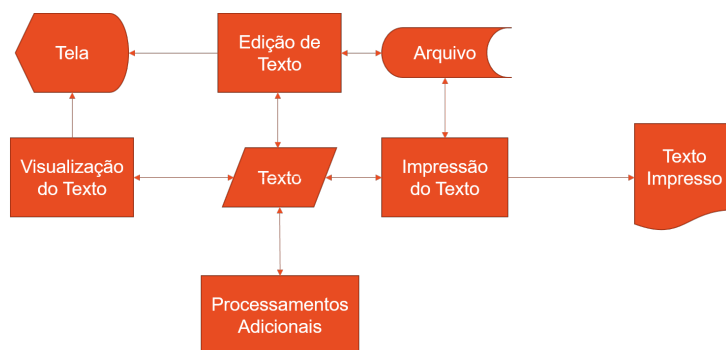 Tela
Edição de
Texto
Arquivo
Visualização
do Texto
Texto
Impressão
do Texto
Texto
Impresso
Processamentos
Adicionais